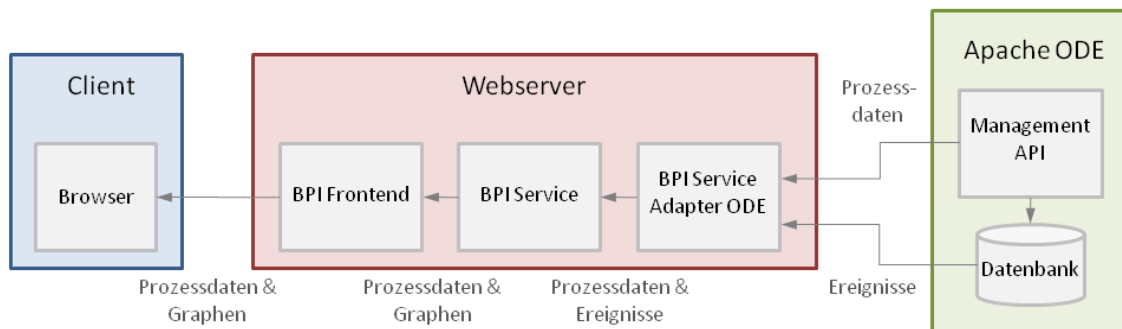 Client
Browser
Webserver
BPI Frontend
BPI Service
BPI Service
Adapter ODE
Apache ODE
Management
API
Datenbank
Prozess-
daten
Ereignisse
Prozessdaten &
Graphen
Prozessdaten &
Graphen
Prozessdaten &
Ereignisse